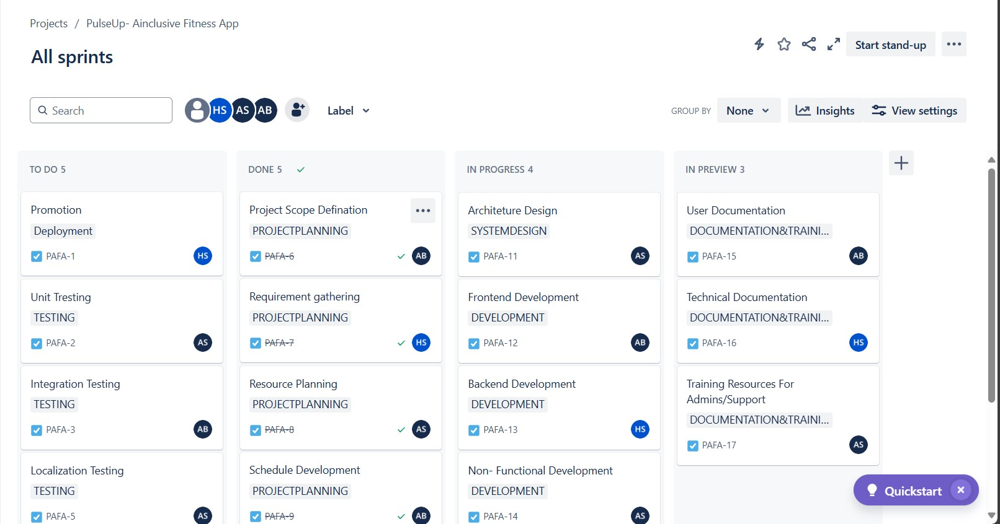 Projects / PulseUp- Ainclusive Fitness App
All sprints
Start stand-up
Search
HS
AS
AB
Label
GROUP BY
None
Insights
View settings
TO DO 5
Promotion
Deployment
PAFA-1
HS
Unit Tresting
TESTING
PAFA-2
AS
Integration Testing
TESTING
PAFA-3
AB
Localization Testing
TESTING
PAFA-5
AS
DONE 5
Project Scope Defination
PROJECTPLANNING
PAFA-6
AB
Requirement gathering
PROJECTPLANNING
PAFA-7
HS
Resource Planning
PROJECTPLANNING
PAFA-8
AS
Schedule Development
PROJECTPLANNING
PAFA-9
AB
IN PROGRESS 4
Architeture Design
SYSTEMDESIGN
PAFA-11
AS
Frontend Development
DEVELOPMENT
PAFA-12
AB
Backend Development
DEVELOPMENT
PAFA-13
HS
Non- Functional Development
DEVELOPMENT
PAFA-14
AS
IN PREVIEW 3
User Documentation
DOCUMENTATION&TRAINI...
PAFA-15
AB
Technical Documentation
DOCUMENTATION&TRAINI...
PAFA-16
HS
Training Resources For
Admins/Support
DOCUMENTATION&TRAINI...
PAFA-17
AS
Quickstart